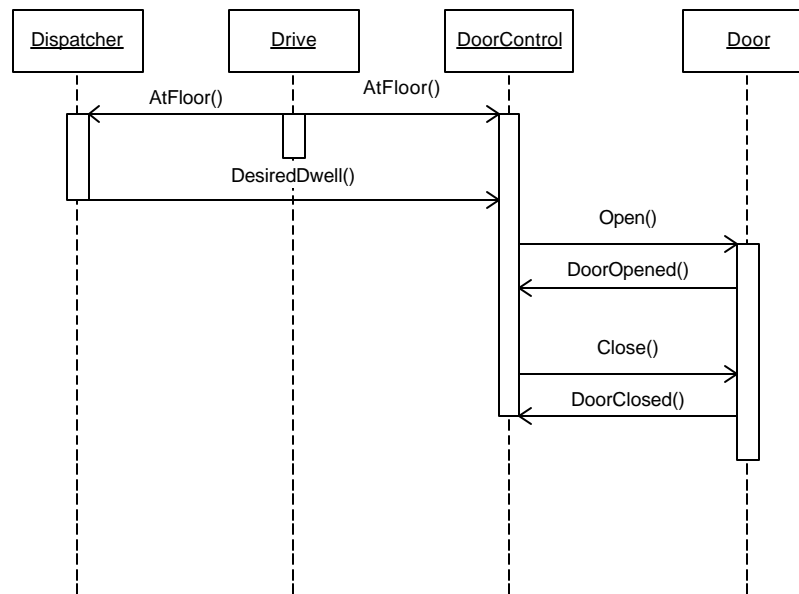 Dispatcher
Drive
DoorControl
Door
AtFloor()
AtFloor()
DesiredDwell()
Open()
DoorOpened()
Close()
DoorClosed()